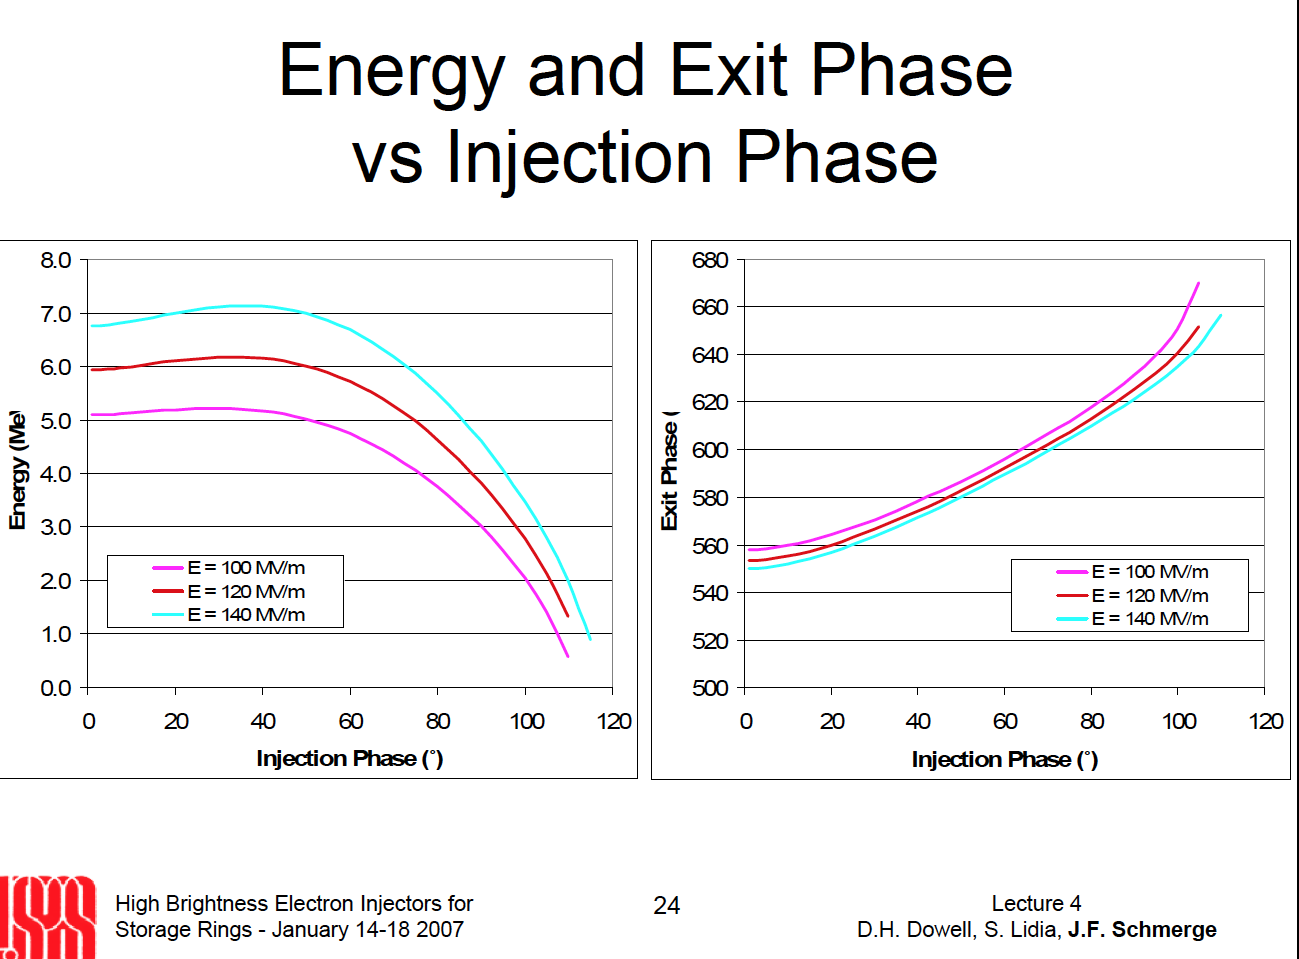 Energy and Exit Phase
vs Injection Phase
8.0
7.0
6.0
5.0
4.0
3.0
2.0
1.0
0.0
Energy (Me
E = 100 MV/m
E = 120 MV/m
E = 140 MV/m
0 20 40 60 80 100 120
Injection Phase (°)
680
660
640
620
600
580
560
540
520
500
Exit Phase (
E = 100 MV/m
E = 120 MV/m
E = 140 MV/m
0 20 40 60 80 100 120
Injection Phase (°)
High Brightness Electron Injectors for
Storage Rings - January 14-18 2007
24
Lecture 4
D.H. Dowell, S. Lidia, J.F. Schmerge